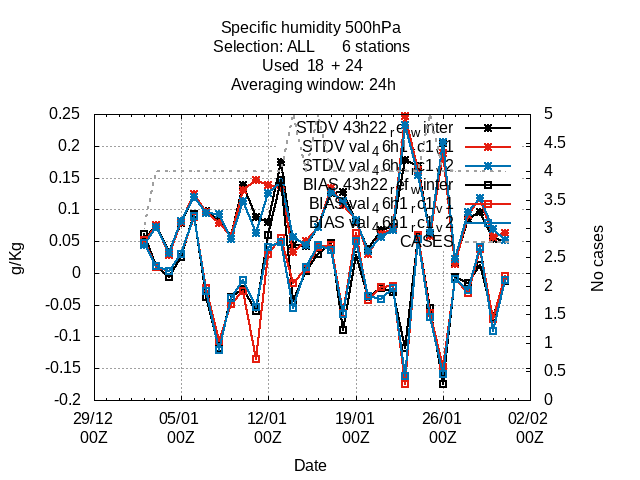 Specific humidity 500hPa
Selection: ALL 6 stations
Used 18 + 24
Averaging window: 24h
STDV 43h22
STDV val
STDV val
BIAS 43h22
BIAS val
BIAS val
CASES
0.25
0.2
0.15
0.1
0.05
0
-0.05
-0.1
-0.15
-0.2
g/Kg
5
4.5
4
3.5
3
2.5
2
1.5
1
0.5
0
No cases
29/12 05/01 12/01 19/01 26/01 02/02
00Z 00Z 00Z 00Z 00Z 00Z
Date